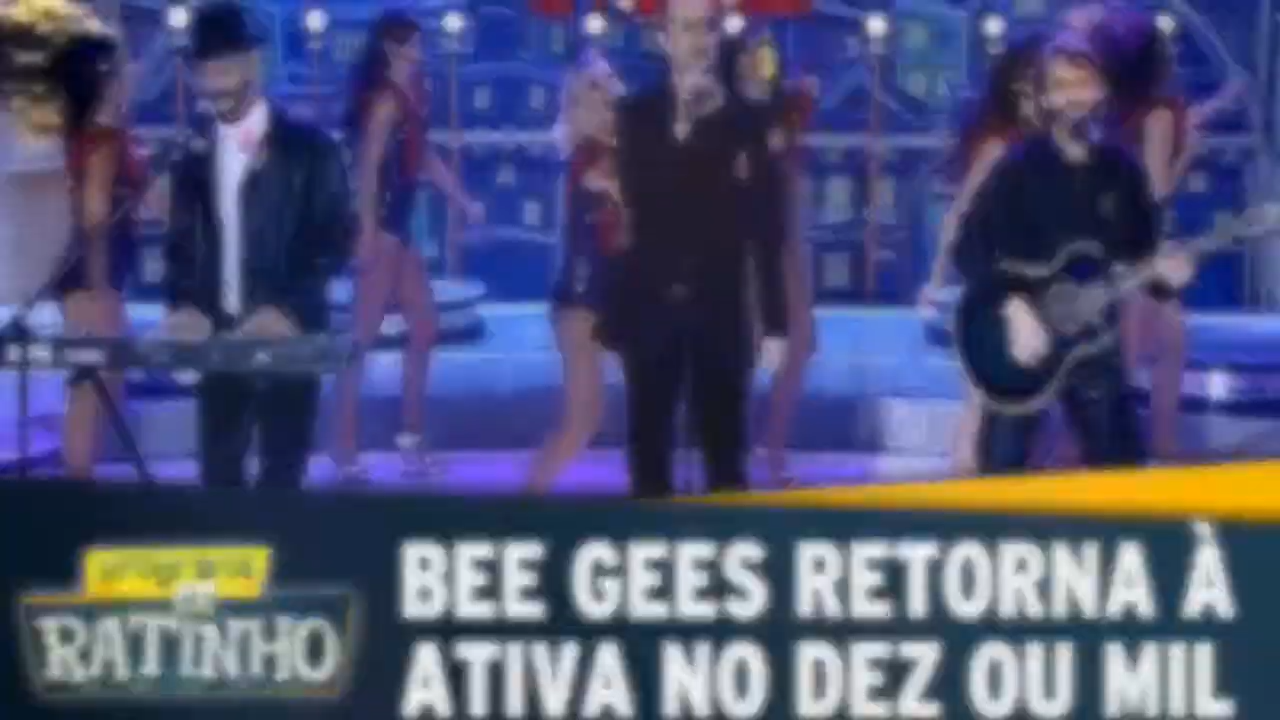 RATINHO
BEE GEES RETORNA À
ATIVA NO DEZ OU MIL